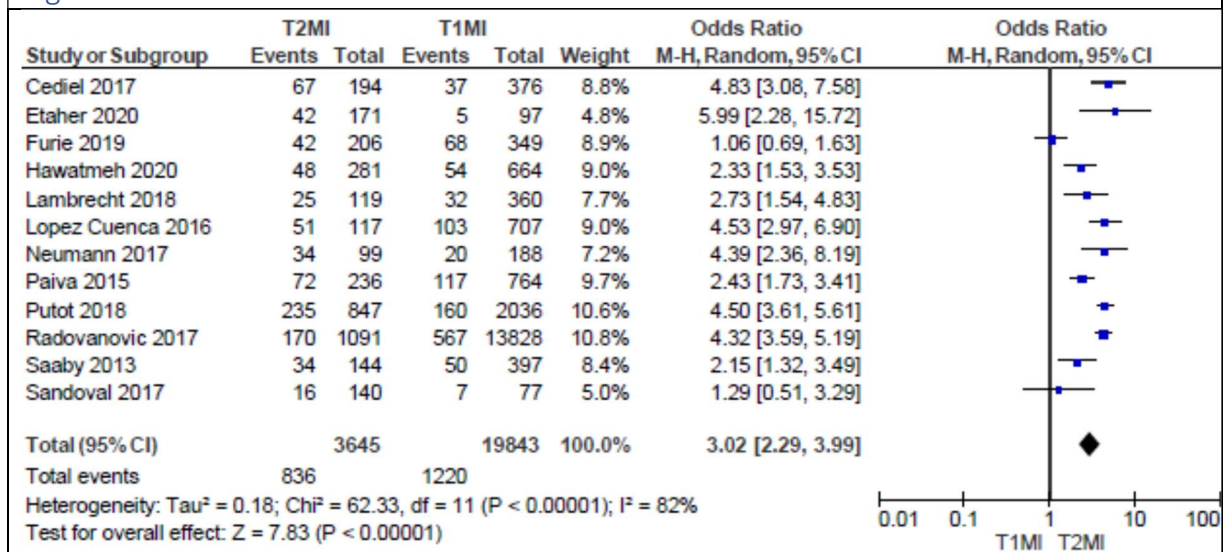 T2MI T1MI Odds Ratio Odds Ratio
Study or Subgroup Events Total Events Total Weight M-H, Random, 95% CI M-H, Random, 95% CI
Cediel 2017 67 194 37 376 8.8% 4.83 [3.08, 7.58]
Etaher 2020 42 171 5 97 4.8% 5.99 [2.28, 15.72]
Furie 2019 42 206 68 349 8.9% 1.06 [0.69, 1.63]
Hawatmeh 2020 48 281 54 664 9.0% 2.33 [1.53, 3.53]
Lambrecht 2018 25 119 32 360 7.7% 2.73 [1.54, 4.83]
Lopez Cuenca 2016 51 117 103 707 9.0% 4.53 [2.97, 6.90]
Neumann 2017 34 99 20 188 7.2% 4.39 [2.36, 8.19]
Paiva 2015 72 236 117 764 9.7% 2.43 [1.73, 3.41]
Putot 2018 235 847 160 2036 10.6% 4.50 [3.61, 5.61]
Radovanovic 2017 170 1091 567 13828 10.8% 4.32 [3.59, 5.19]
Saaby 2013 34 144 50 397 8.4% 2.15 [1.32, 3.49]
Sandoval 2017 16 140 7 77 5.0% 1.29 [0.51, 3.29]
Total (95% CI) 3645 19843 100.0% 3.02 [2.29, 3.99]
Total events 836 1220
Heterogeneity: Tau² = 0.18; Chi² = 62.33, df = 11 (P < 0.00001); I² = 82%
Test for overall effect: Z = 7.83 (P < 0.00001)
0.01 0.1 1 10 100
T1MI T2MI